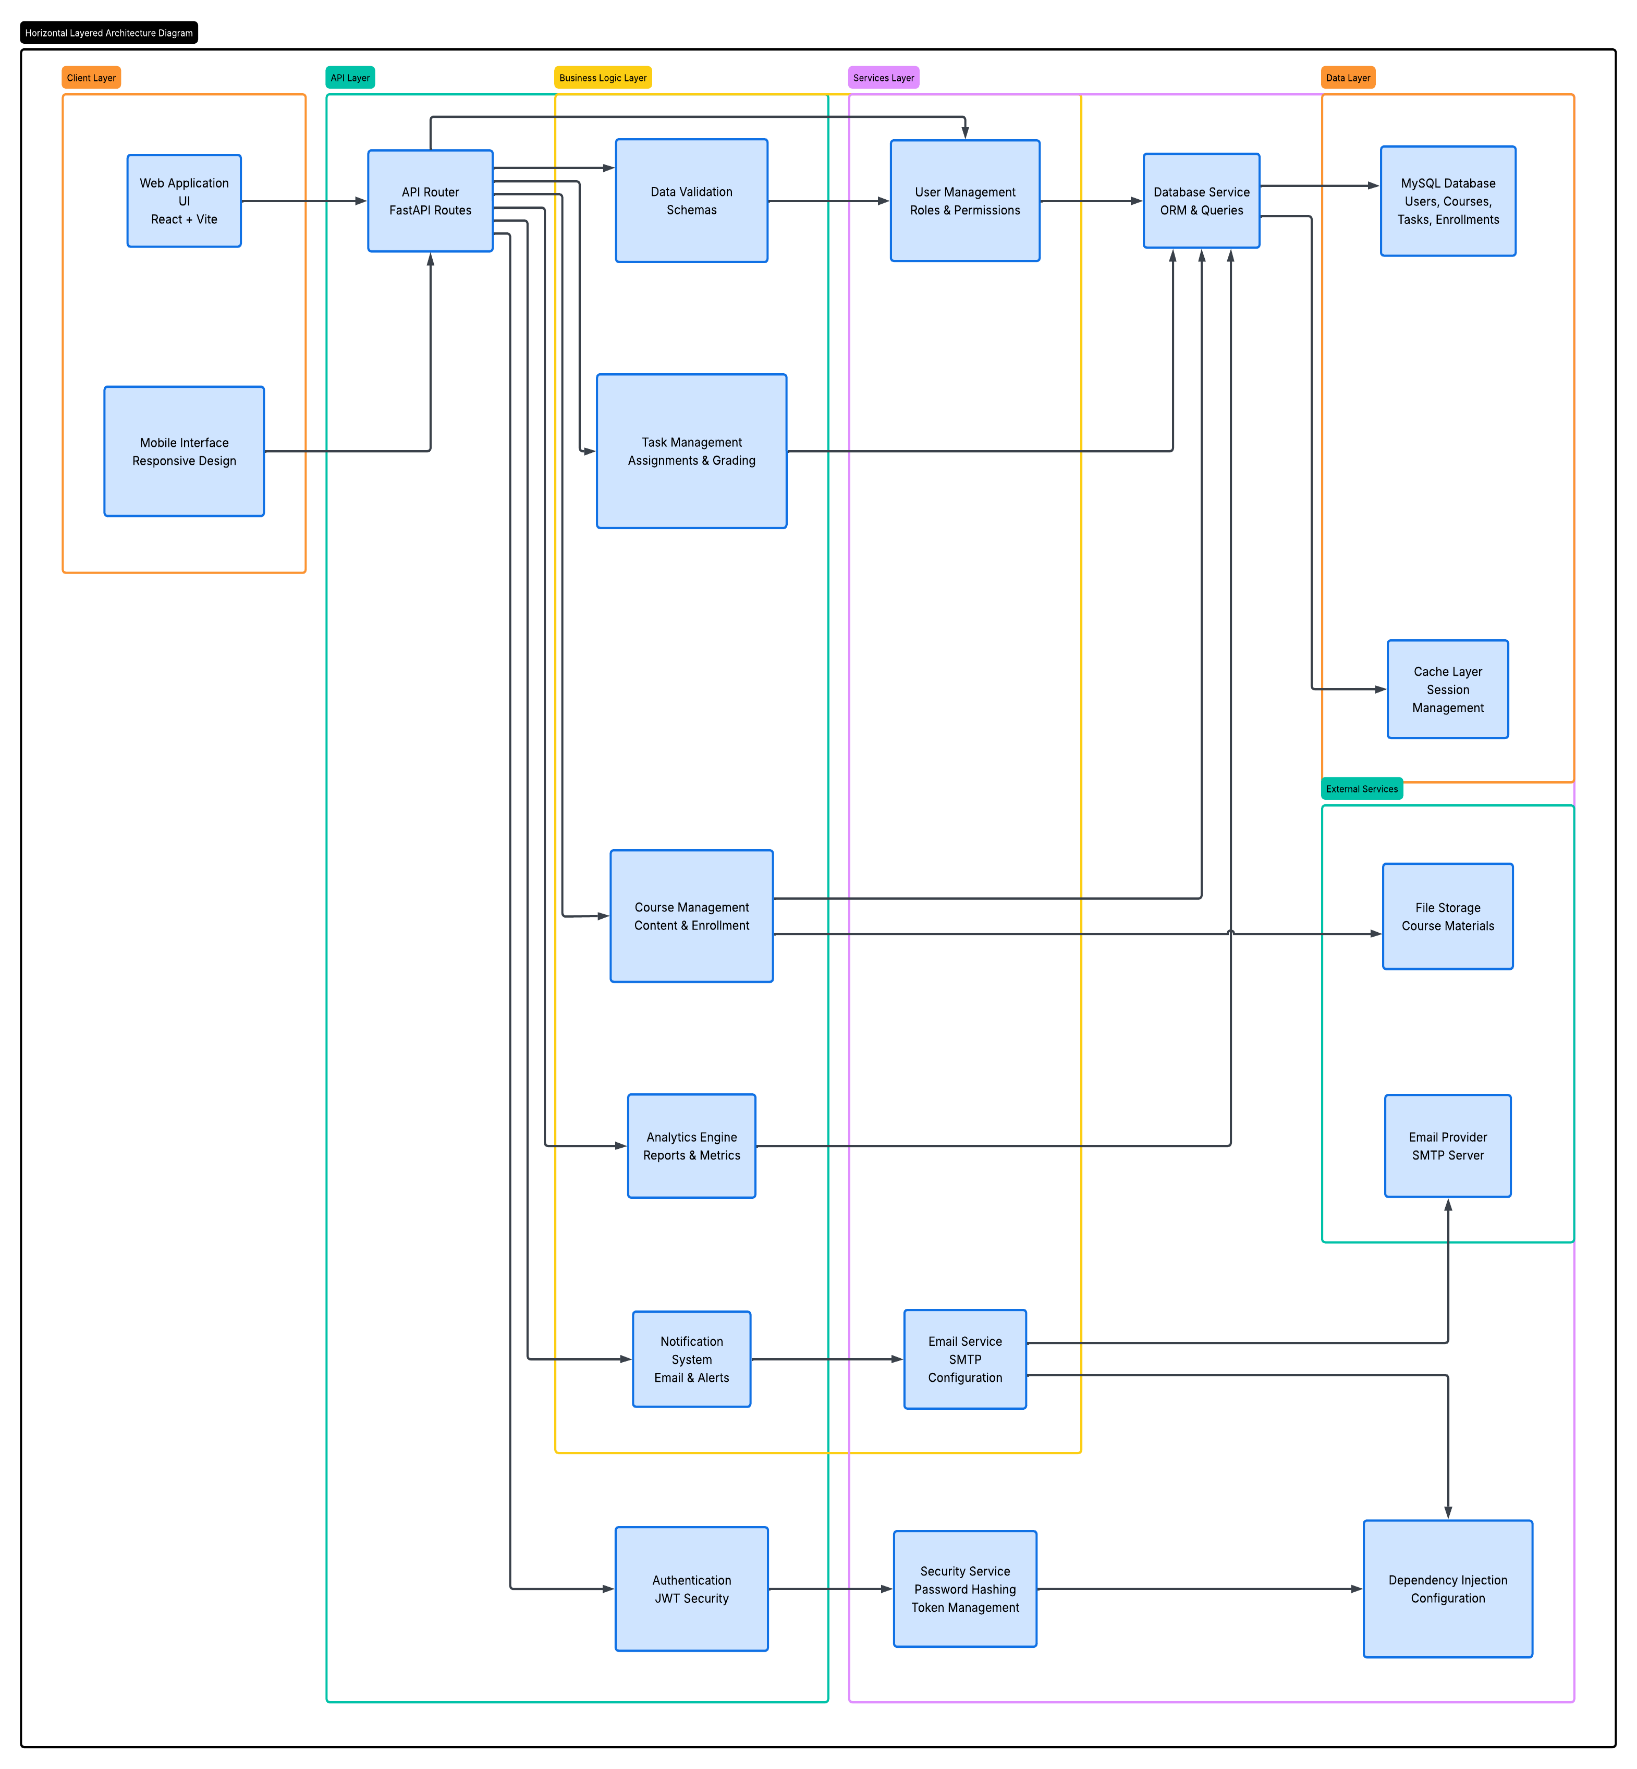 Horizontal Layered Architecture Diagram
Client Layer
API Layer
Business Logic Layer
Services Layer
Data Layer
Web Application
UI
React + Vite
API Router
FastAPI Routes
Data Validation
Schemas
User Management
Roles & Permissions
Database Service
ORM & Queries
MySQL Database
Users, Courses,
Tasks, Enrollments
Mobile Interface
Responsive Design
Task Management
Assignments & Grading
Cache Layer
Session
Management
External Services
Course Management
Content & Enrollment
File Storage
Course Materials
Analytics Engine
Reports & Metrics
Email Provider
SMTP Server
Notification
System
Email & Alerts
Email Service
SMTP
Configuration
Authentication
JWT Security
Security Service
Password Hashing
Token Management
Dependency Injection
Configuration